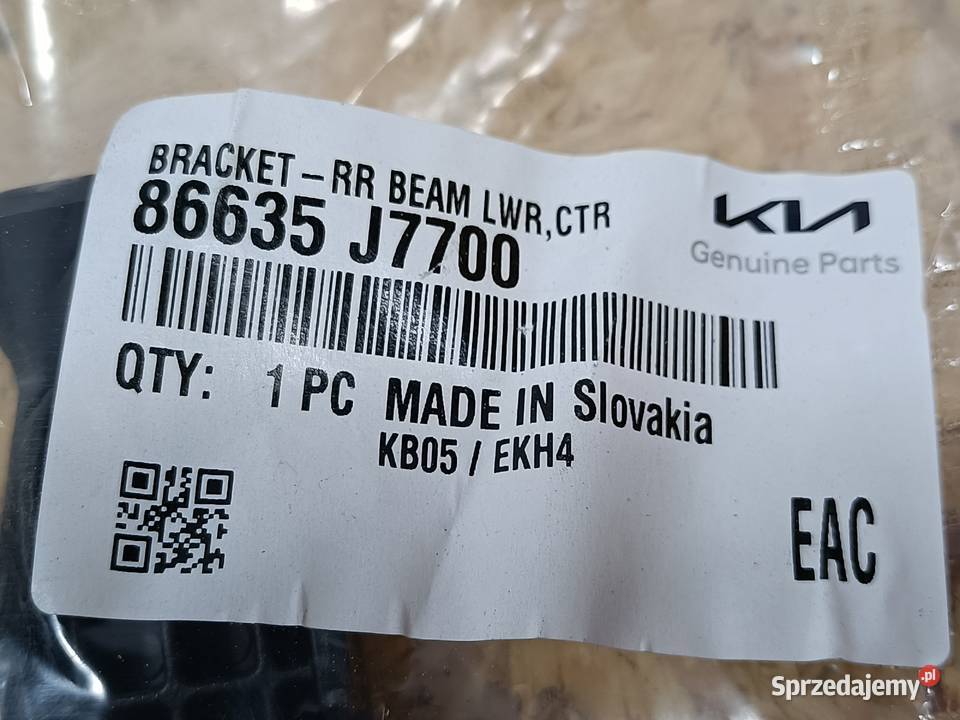 BRACKET-RR BEAM LWR,CTR
86635 J7700
KIA
Genuine Parts
QTY: 1 PC MADE IN Slovakia
KB05 / EKH4
EAC
Sprzedajemy.pl